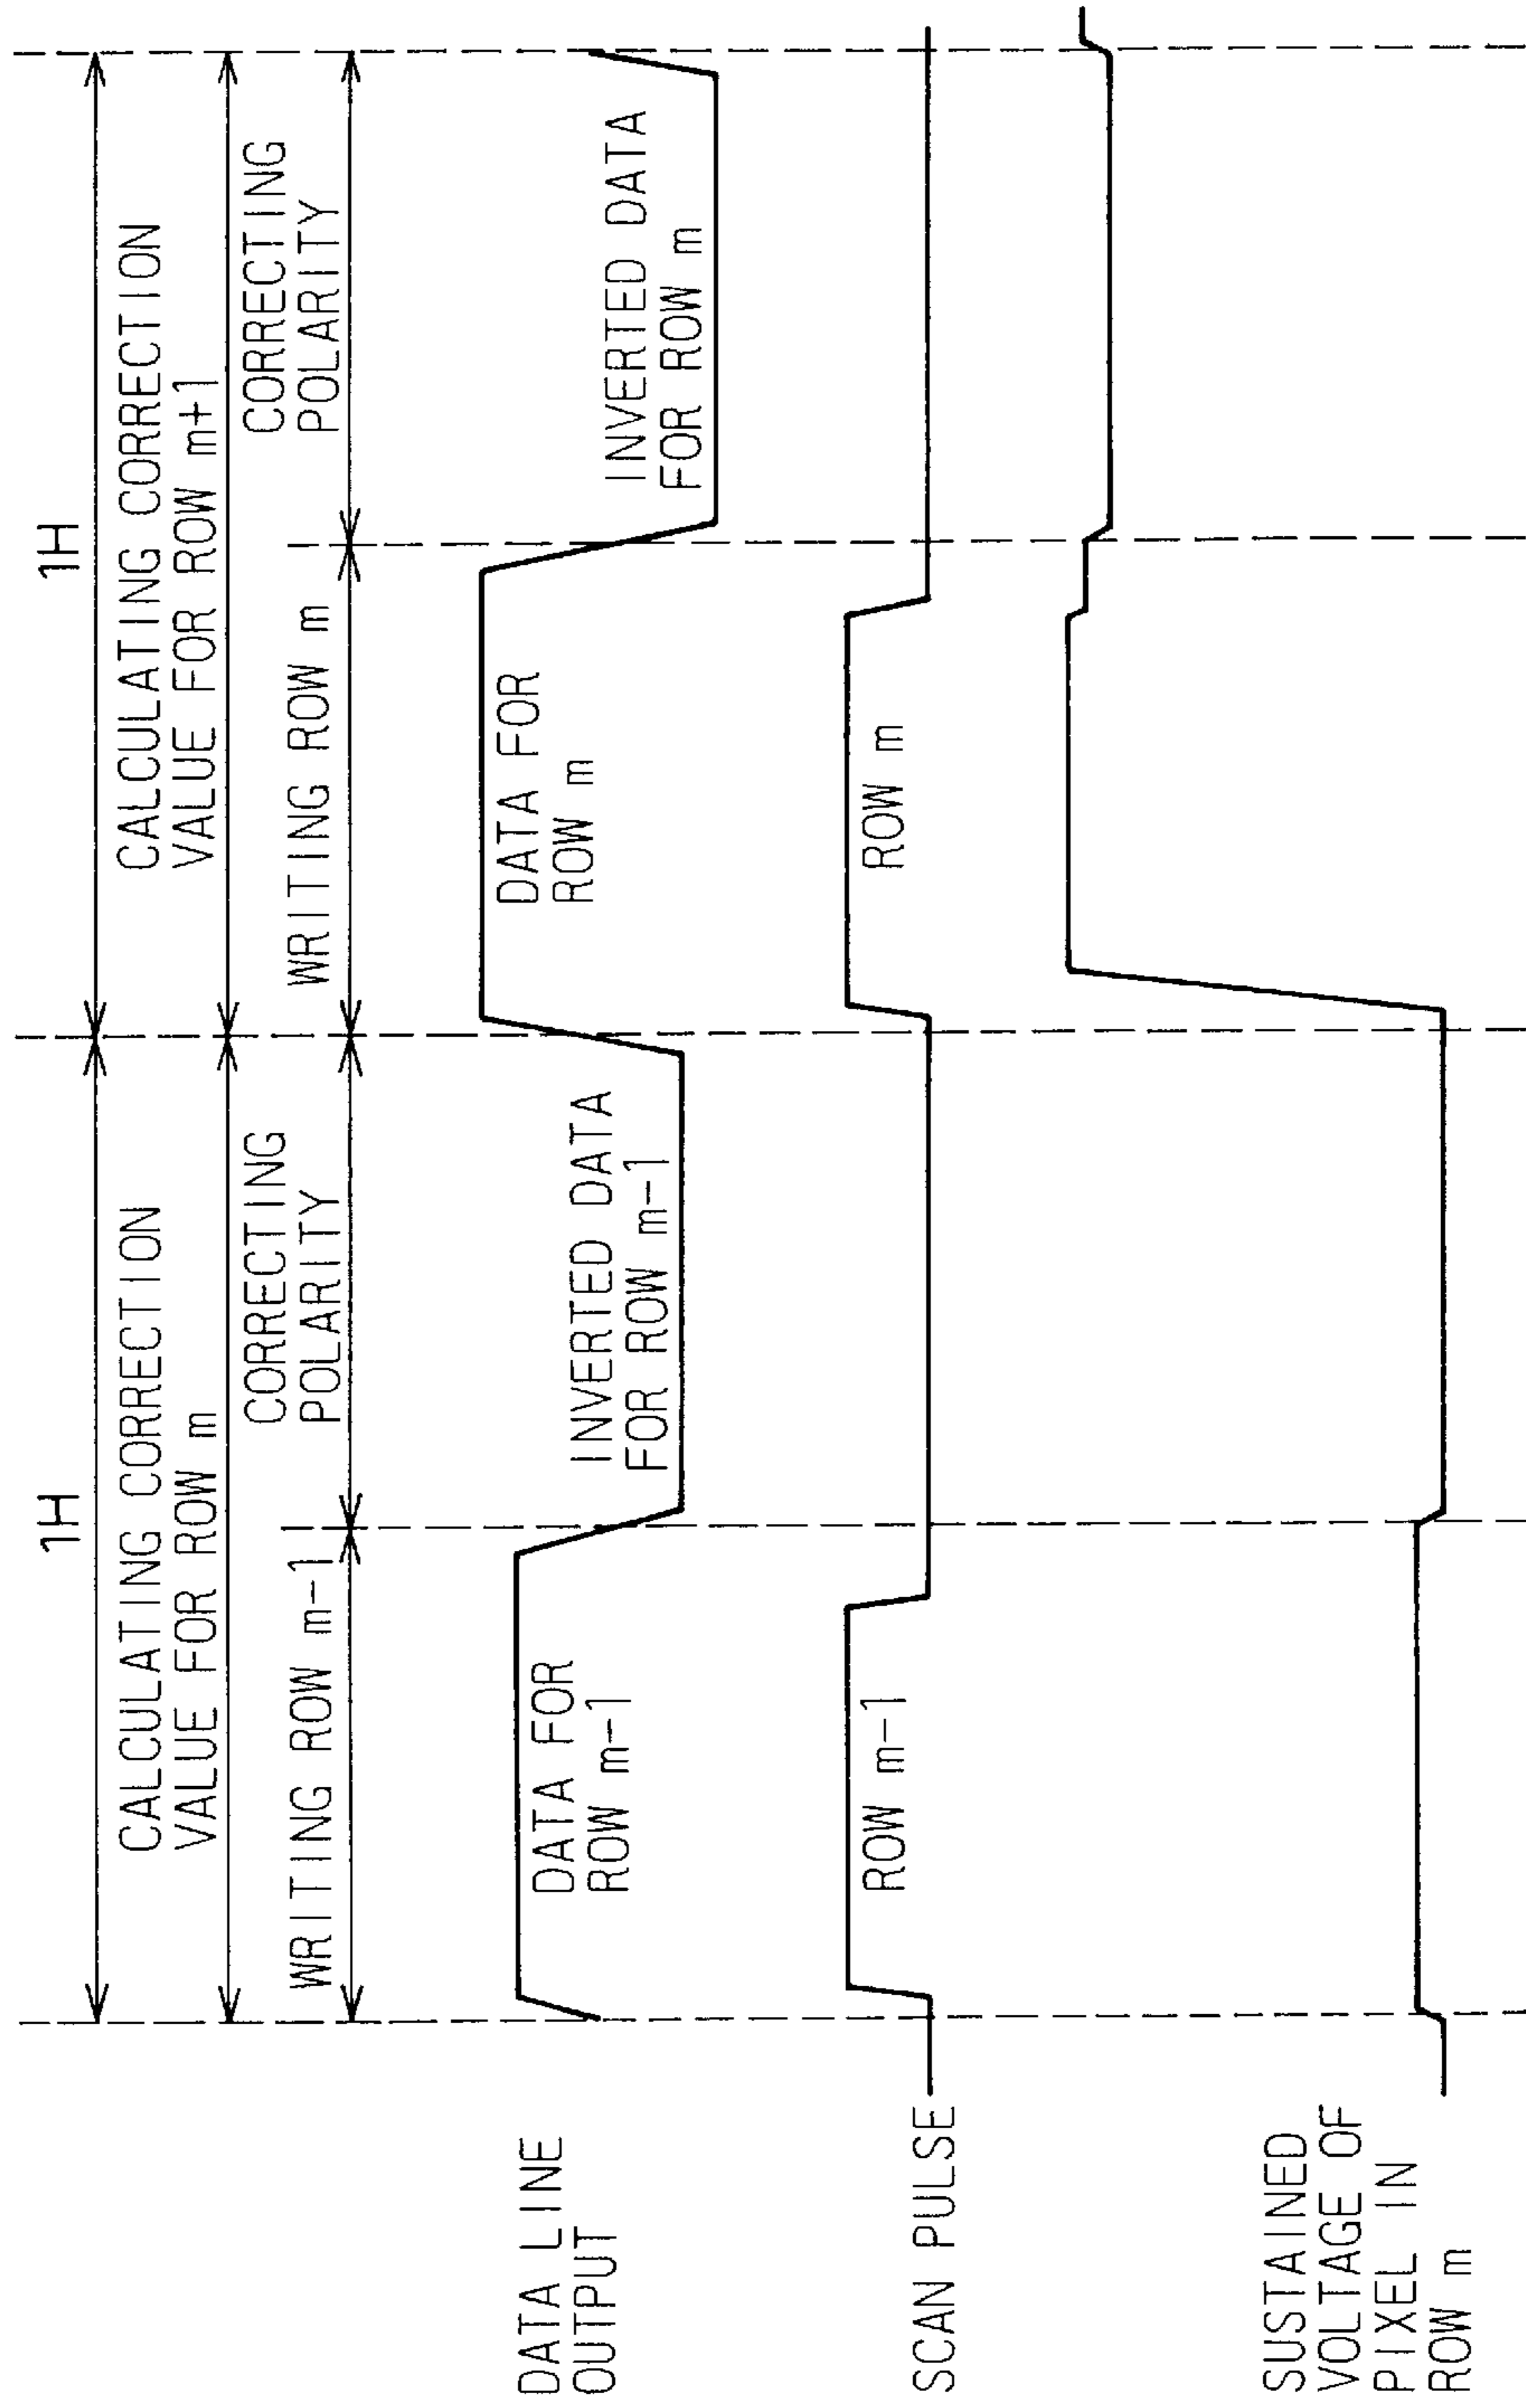 1H
1H
CALCULATING CORRECTION
VALUE FOR ROW m
CALCULATING CORRECTION
VALUE FOR ROW m+1
WRITING ROW m-1
CORRECTING
POLARITY
WRITING ROW m
CORRECTING
POLARITY
DATA LINE
OUTPUT
DATA FOR
ROW m-1
INVERTED DATA
FOR ROW m-1
DATA FOR
ROW m
INVERTED DATA
FOR ROW m
SCAN PULSE
ROW m-1
ROW m
SUSTAINED
VOLTAGE OF
PIXEL IN
ROW m